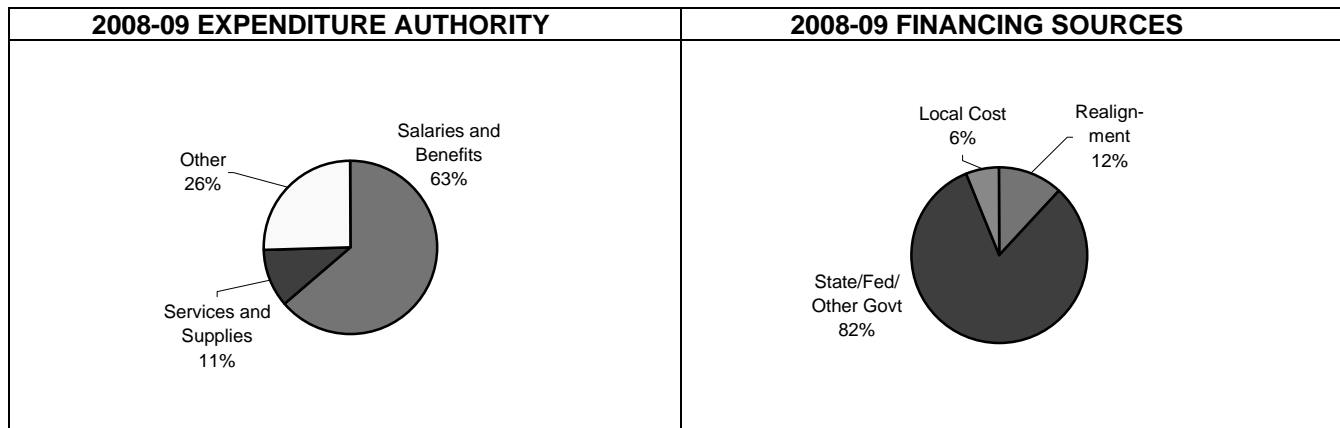 2008-09 EXPENDITURE AUTHORITY
Salaries and
Benefits
63%
Other
26%
Services and
Supplies
11%
2008-09 FINANCING SOURCES
Local Cost
6%
Realign-
ment
12%
State/Fed/
Other Govt
82%